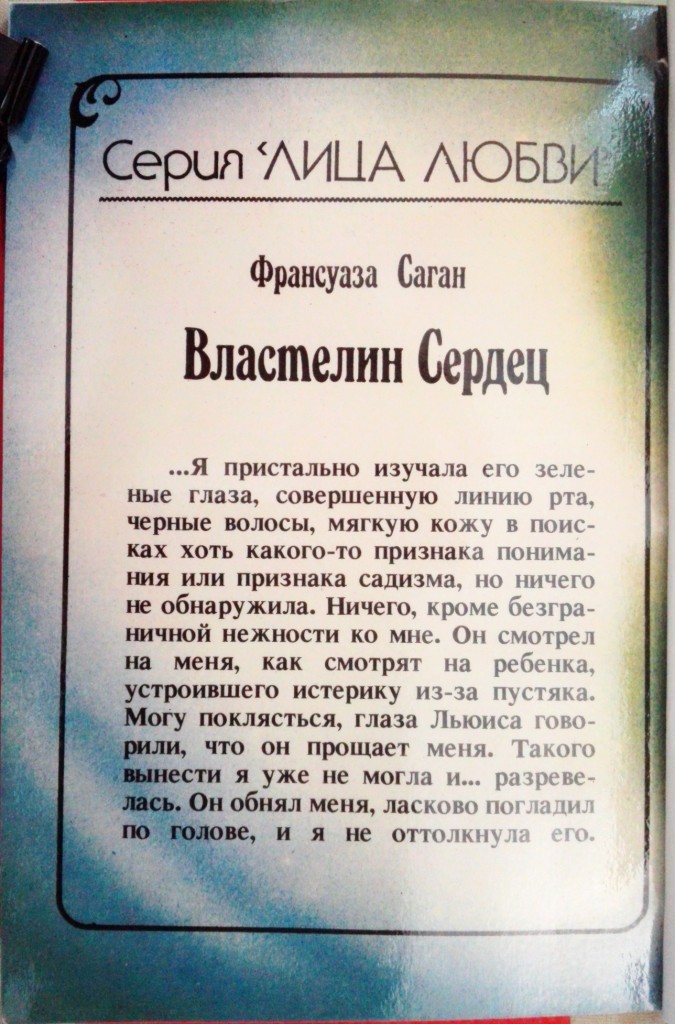 Серия 'ЛИЦА ЛЮБВИ'
Франсуаза Саган
Властелин Сердец
...Я пристально изучала его зеле-
ные глаза, совершенную линию рта,
черные волосы, мягкую кожу в поис-
ках хоть какого-то признака понима-
ния или признака садизма, но ничего
не обнаружила. Ничего, кроме безгра-
ничной нежности ко мне. Он смотрел
на меня, как смотрят на ребенка,
устроившего истерику из-за пустяка.
Могу поклясться, глаза Льюиса гово-
рили, что он прощает меня. Такого
вынести я уже не могла и... разреве-
лась. Он обнял меня, ласково погладил
по голове, и я не оттолкнула его.